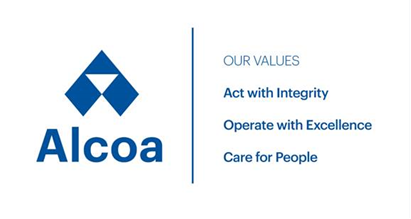 Alcoa
OUR VALUES
Act with Integrity
Operate with Excellence
Care for People